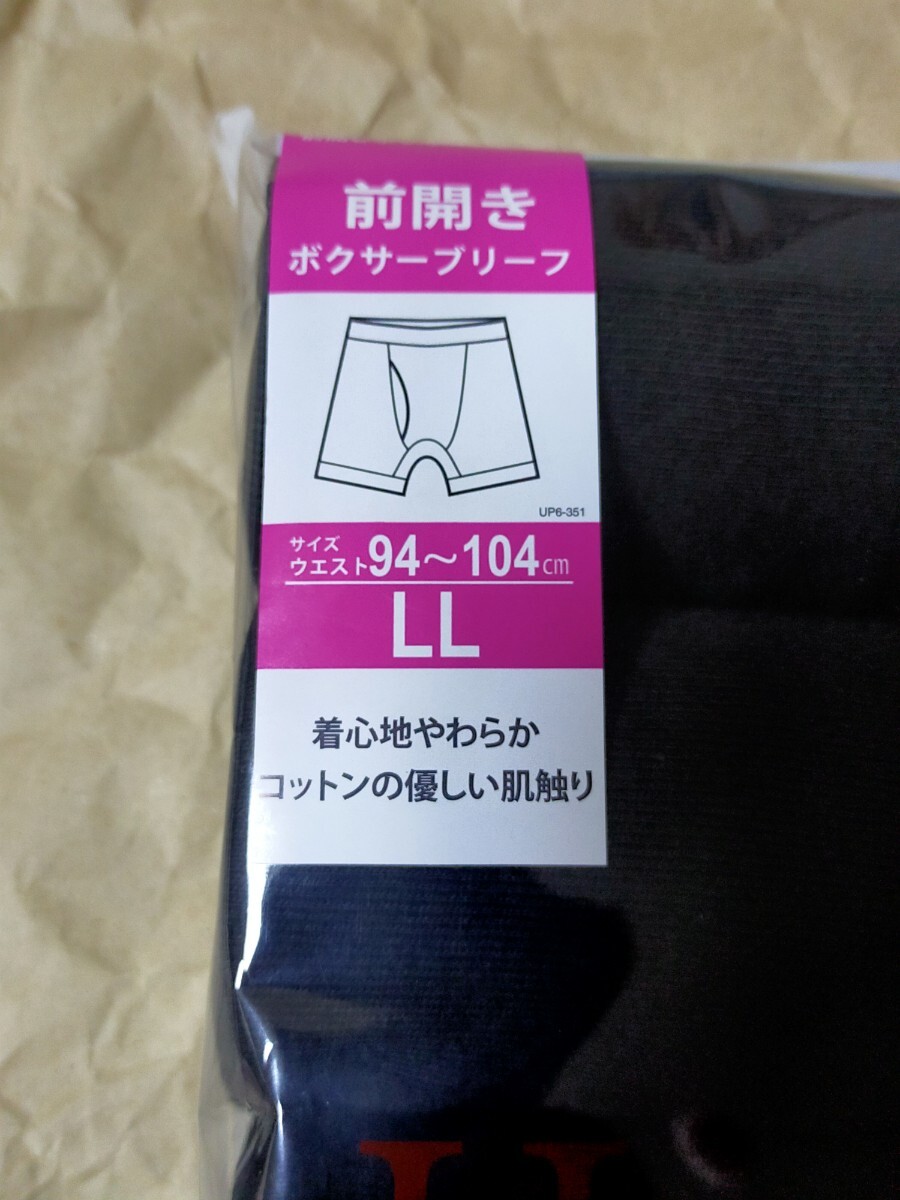 前開き
ボクサーブリーフ
UP6-351
サイズ
ウエスト94～104cm
LL
着心地やわらか
コットンの優しい肌触り